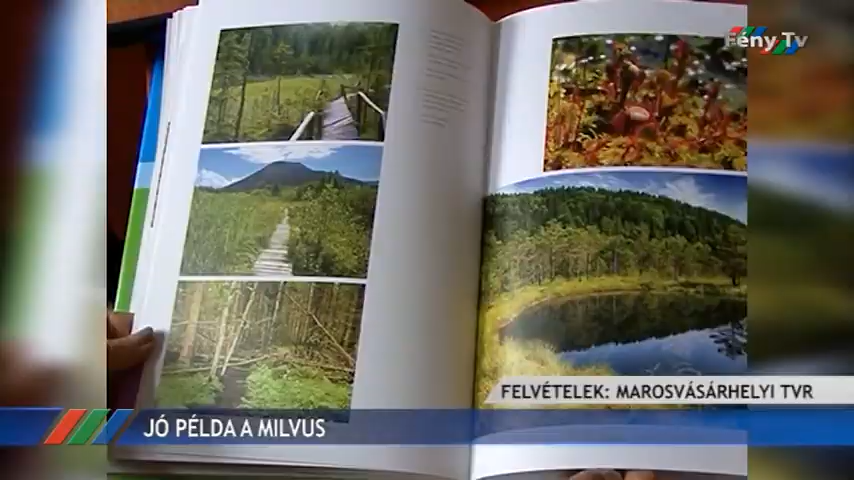 Fény Tv
FELVÉTELEK: MAROSVÁSÁRHELYI TVR
JÓ PÉLDA A MILVUS